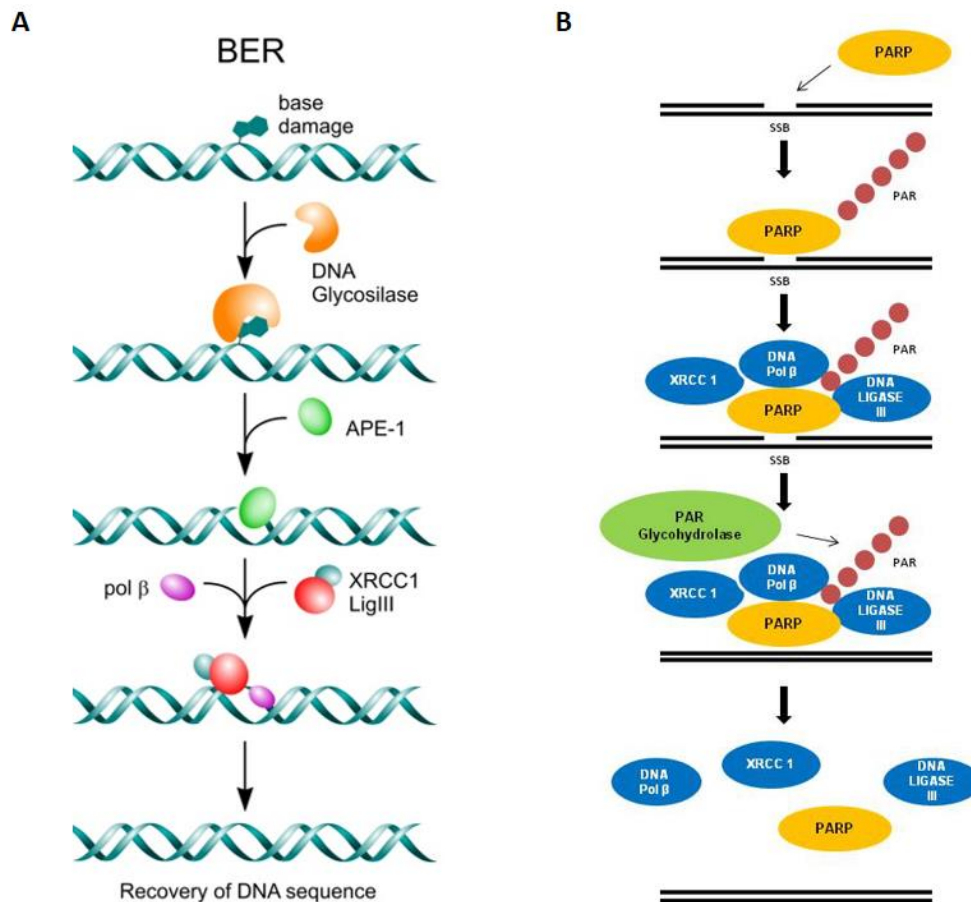 A
BER
base
damage
DNA
Glycosilase
APE-1
pol β
XRCC1
LigIII
Recovery of DNA sequence
B
PARP
SSB
PAR
PARP
SSB
PAR
DNA
Pol β
XRCC 1
PARP
DNA
LIGASE
III
SSB
PAR
Glycohydrolase
PAR
DNA
Pol β
XRCC 1
PARP
DNA
LIGASE
III
XRCC 1
DNA
Pol β
DNA
LIGASE
III
PARP